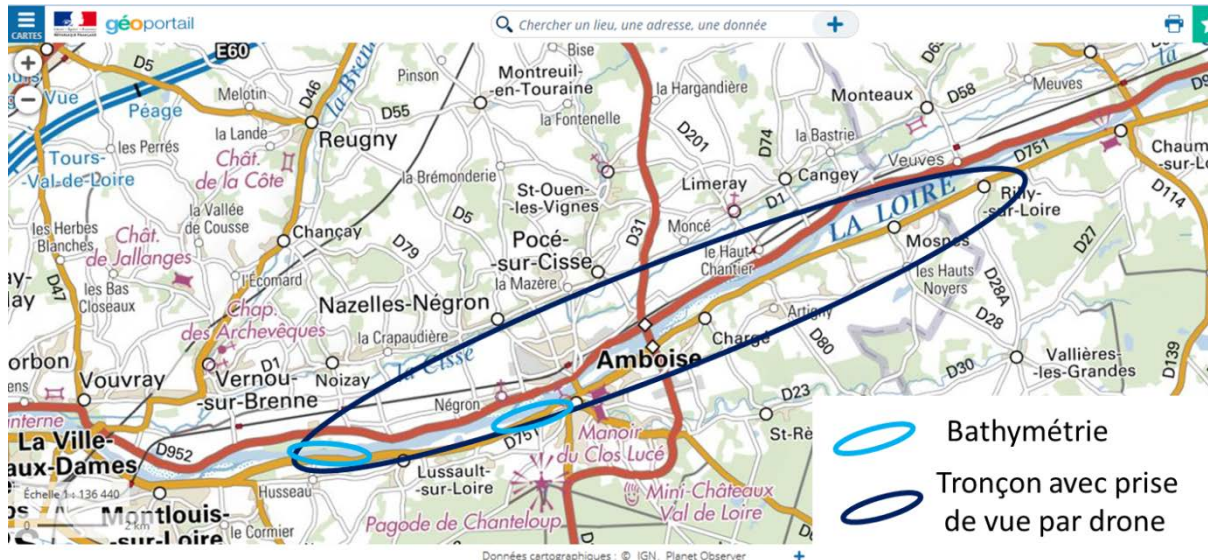 CARTES
géoportail
Chercher un lieu, une adresse, une donnée
E60
D5
D46
la Bren
Pinson
Bise
Montreuil
-en-Touraine
la Hargandière
Monteaux
D58
Meuves
la
Vue
Péage
Melotin
D55
la Fontenelle
D201
D74
la Bastrie
la Lande
Reugny
les Perrés
Chât.
de la Côte
Veuves
D751
Chaum
-sur-Lo
Tours-
Val-de-Loire
la Brémonderie
St-Ouen-
-les-Vignes
Limeray
Cangey
D1
LA LOIRE
Rilly-
-sur-Loire
D114
la Vallée
de Cousse
les Herbes
Blanches
Chât.
de Jallanges
Chançay
D5
D79
Pocé-
-sur-Cisse
D31
Moncé
le Haut-
Chantier
Mosnes
D27
D47
les Bas
Closeaux
l'Écomard
la Mazère
les Hauts
Noyers
D28A
Chap.
des Archevêques
Nazelles-Négron
la Crapaudière
Artigny
D28
Chargé
D80
D1
la Cisse
Amboise
Vallières
-les-Grandes
D139
Vouvray
Vernou-
-sur-Brenne
Noizay
Négron
D30
D23
D751
Manoir
du Clos Lucé
St-Rè
La Ville-
aux-Dames
D952
Lussault-
-sur-Loire
Échelle 1 : 136 440
Husseau
Mini-Châteaux
Val de Loire
0
2 km
Montlouis-
-sur-Loire
le Cormier
Pagode de Chanteloup
Bathymétrie
Tronçon avec prise
de vue par drone
Données cartographiques : © IGN, Planet Observer